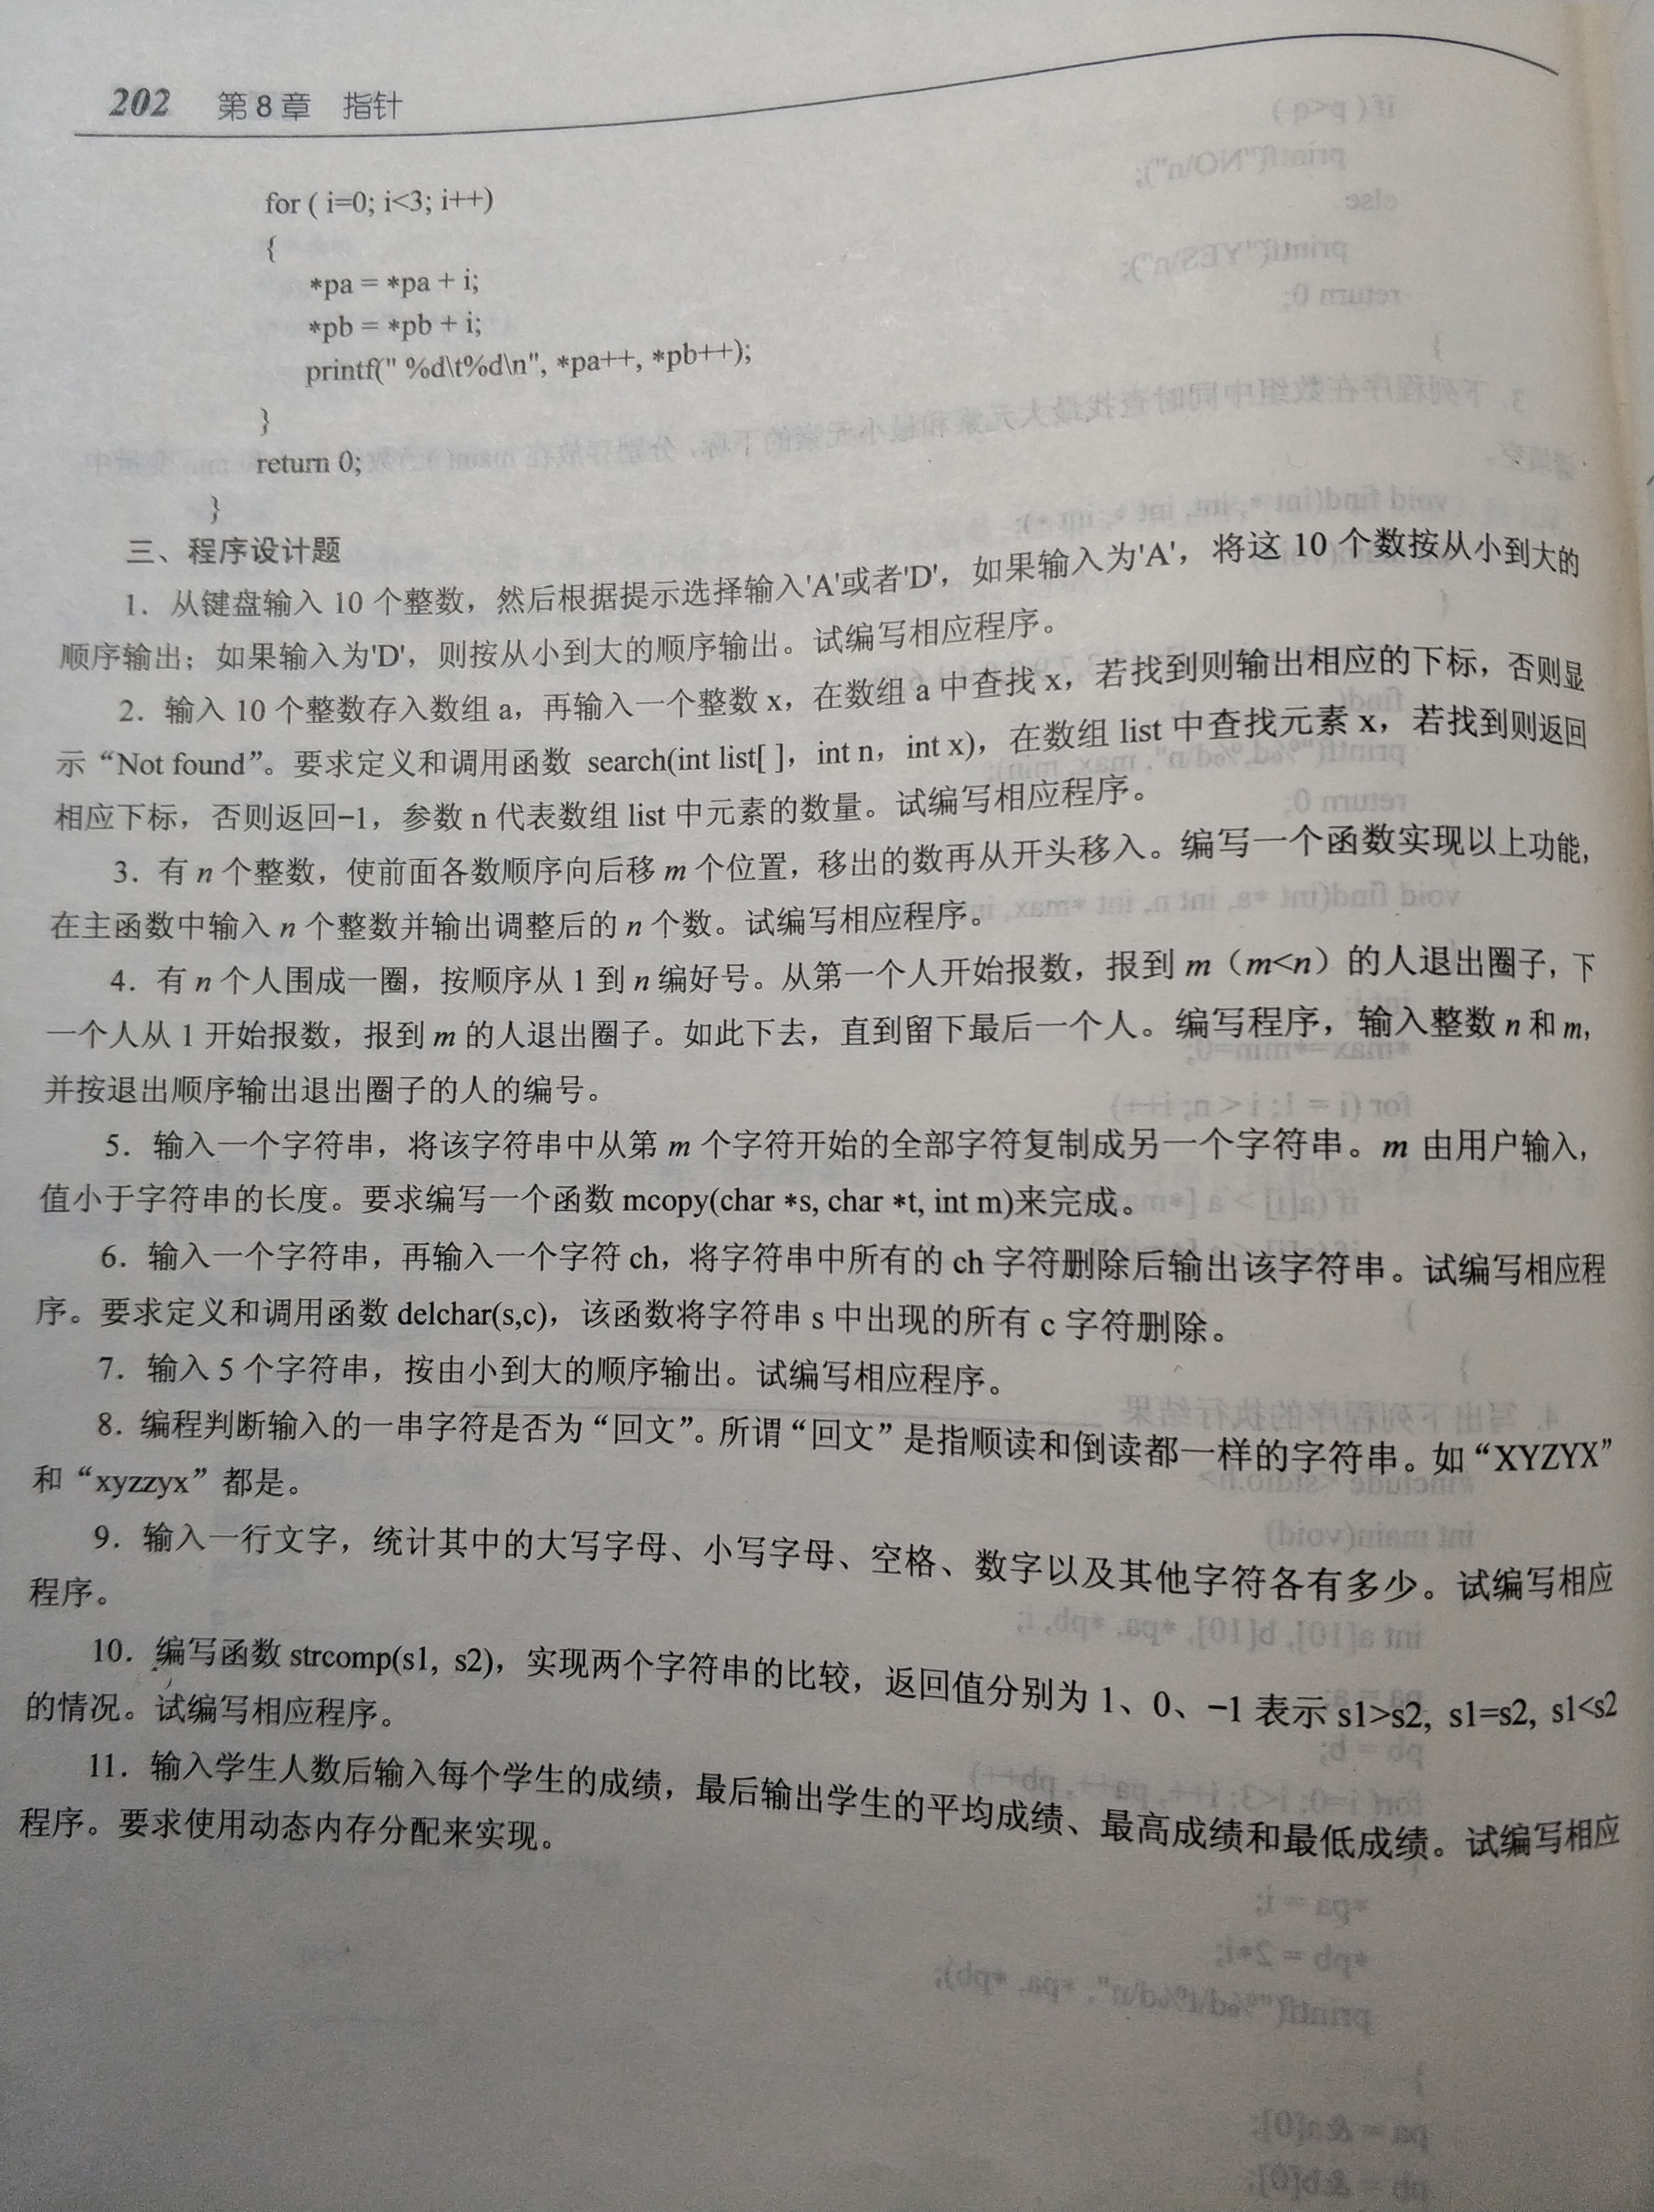 202 第8章 指针
for ( i=0; i<3; i++)
{
*pa = *pa + i;
*pb = *pb + i;
printf(" %d\t%d\n", *pa++, *pb++);
}
return 0;
}
三、程序设计题
1．从键盘输入 10 个整数，然后根据提示选择输入'A'或者'D'，如果输入为'A'，将这 10 个数按从小到大的
顺序输出；如果输入为'D'，则按从小到大的顺序输出。试编写相应程序。
2．输入 10 个整数存入数组 a，再输入一个整数 x，在数组 a 中查找 x，若找到则输出相应的下标，否则显
示“Not found”。要求定义和调用函数 search(int list[ ]，int n，int x)，在数组 list 中查找元素 x，若找到则返回
相应下标，否则返回−1，参数 n 代表数组 list 中元素的数量。试编写相应程序。
3．有 n 个整数，使前面各数顺序向后移 m 个位置，移出的数再从开头移入。编写一个函数实现以上功能，
在主函数中输入 n 个整数并输出调整后的 n 个数。试编写相应程序。
4．有 n 个人围成一圈，按顺序从 1 到 n 编好号。从第一个人开始报数，报到 m（m<n）的人退出圈子，下
一个人从 1 开始报数，报到 m 的人退出圈子。如此下去，直到留下最后一个人。编写程序，输入整数 n 和 m，
并按退出顺序输出退出圈子的人的编号。
5．输入一个字符串，将该字符串中从第 m 个字符开始的全部字符复制成另一个字符串。m 由用户输入，
值小于字符串的长度。要求编写一个函数 mcopy(char *s, char *t, int m)来完成。
6．输入一个字符串，再输入一个字符 ch，将字符串中所有的 ch 字符删除后输出该字符串。试编写相应程
序。要求定义和调用函数 delchar(s,c)，该函数将字符串 s 中出现的所有 c 字符删除。
7．输入 5 个字符串，按由小到大的顺序输出。试编写相应程序。
8．编程判断输入的一串字符是否为“回文”。所谓“回文”是指顺读和倒读都一样的字符串。如“XYZYX”
和“xyzzyx”都是。
9．输入一行文字，统计其中的大写字母、小写字母、空格、数字以及其他字符各有多少。试编写相应
程序。
10．编写函数 strcomp(s1, s2)，实现两个字符串的比较，返回值分别为 1、0、−1 表示 s1>s2, s1=s2, s1<s2
的情况。试编写相应程序。
11．输入学生人数后输入每个学生的成绩，最后输出学生的平均成绩、最高成绩和最低成绩。试编写相应
程序。要求使用动态内存分配来实现。